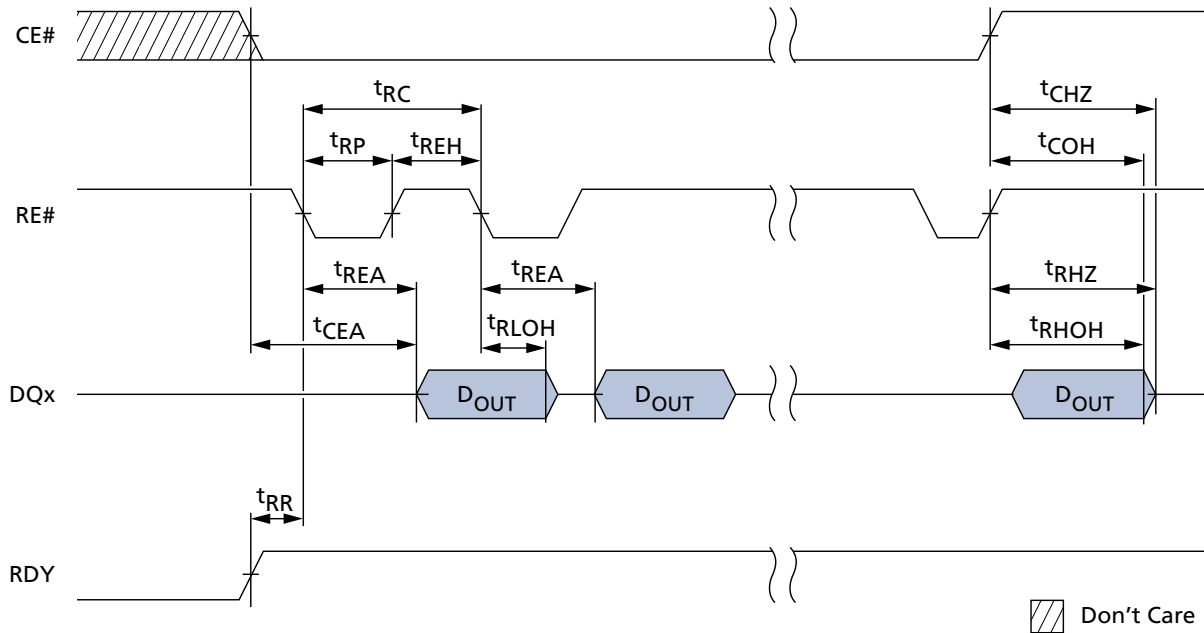 CE#
tRC
tCHZ
tRP
tREH
tCOH
RE#
tREA
tREA
tRHZ
tCEA
tRLOH
tRHOH
DQx
DOUT
DOUT
DOUT
tRR
RDY
Don't Care